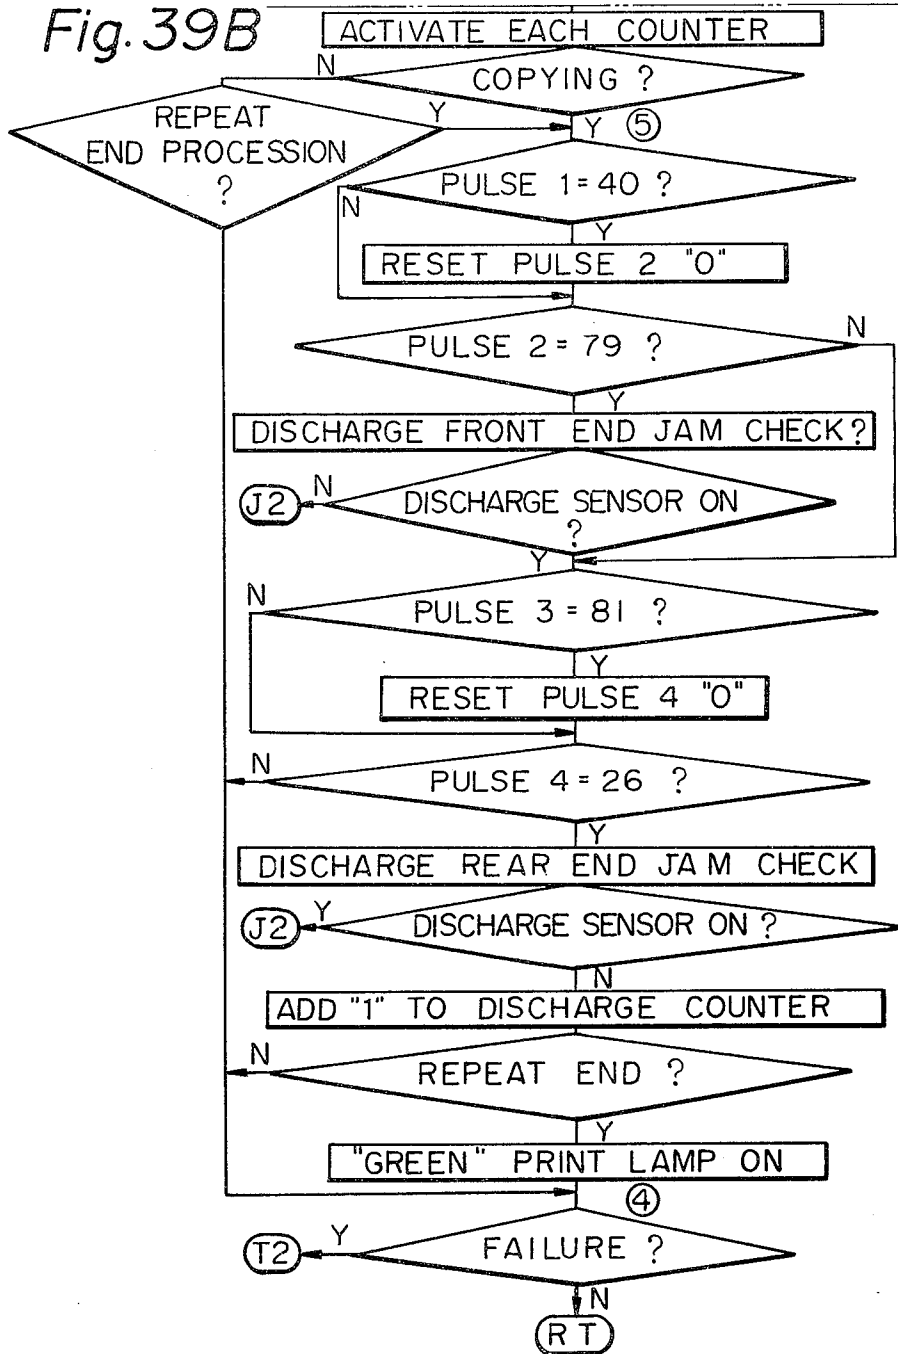 Fig. 39B
ACTIVATE EACH COUNTER
N
COPYING ?
REPEAT
END PROCESSION
?
Y
Y ⑤
PULSE 1=40 ?
N
Y
RESET PULSE 2 "0"
PULSE 2=79 ?
N
Y
DISCHARGE FRONT END JAM CHECK?
J2
N
DISCHARGE SENSOR ON
?
Y
N
PULSE 3=81 ?
Y
RESET PULSE 4 "0"
N
PULSE 4=26 ?
Y
DISCHARGE REAR END JAM CHECK
J2
Y
DISCHARGE SENSOR ON ?
N
ADD "1" TO DISCHARGE COUNTER
N
REPEAT END ?
Y
"GREEN" PRINT LAMP ON
④
T2
Y
FAILURE ?
N
RT